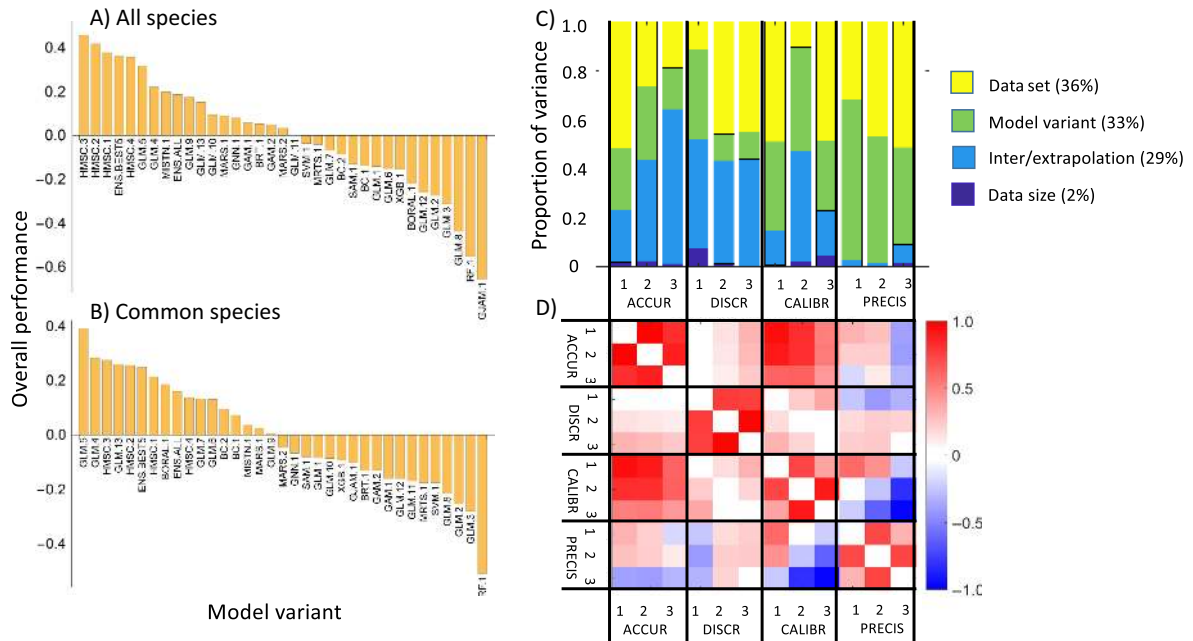 A) All species
0.4
0.2
0.0
−0.2
−0.4
−0.6
HMSC.3
HMSC.2
HMSC.1
ENS.BEST5
HMSC.4
GLM.5
GLM.4
MISTN.1
ENS.ALL
GLM.9
GLM.13
GLM.10
MARS.1
GNN.1
GAM.1
BRT.1
GAM.2
MARS.2
GLM.11
SVM.1
MRTS.1
GLM.7
BC.2
SAM.1
BC.1
GLM.1
GLM.6
XGB.1
BORAL.1
GLM.12
GLM.2
GLM.3
GLM.8
RF.1
GJAM.1
Overall performance
B) Common species
0.4
0.2
0.0
−0.2
−0.4
GLM.5
GLM.4
HMSC.3
GLM.13
HMSC.2
ENS.BEST5
HMSC.1
BORAL.1
ENS.ALL
HMSC.4
GLM.7
GLM.6
BC.2
BC.1
MISTN.1
MARS.1
GLM.9
MARS.2
GNN.1
SAM.1
GLM.1
GLM.10
XGB.1
GJAM.1
BRT.1
GAM.2
GAM.1
GLM.12
GLM.11
MRTS.1
SVM.1
GLM.8
GLM.2
GLM.3
RF.1
Model variant
C)
1.0
0.8
0.6
0.4
0.2
0
Proportion of variance
1 2 3 1 2 3 1 2 3 1 2 3
ACCUR DISCR CALIBR PRECIS
Data set (36%)
Model variant (33%)
Inter/extrapolation (29%)
Data size (2%)
D)
1 2 3
ACCUR
1 2 3
DISCR
1 2 3
CALIBR
1 2 3
PRECIS
1 2 3 1 2 3 1 2 3 1 2 3
ACCUR DISCR CALIBR PRECIS
1.0
0.5
0
−0.5
−1.0